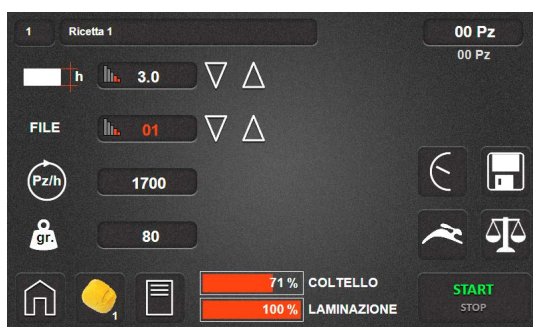 1 Ricetta 1 00 Pz
00 Pz
h 3.0
FILE 01
Pz/h 1700
gr. 80
71 % COLTELLO
100 % LAMINAZIONE
1
START
STOP